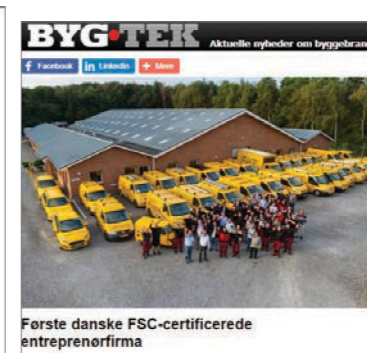 BYG•TEK Aktuelle nyheder om byggebran
Facebook LinkedIn Mere
Første danske FSC-certificerede
entreprenørfirma